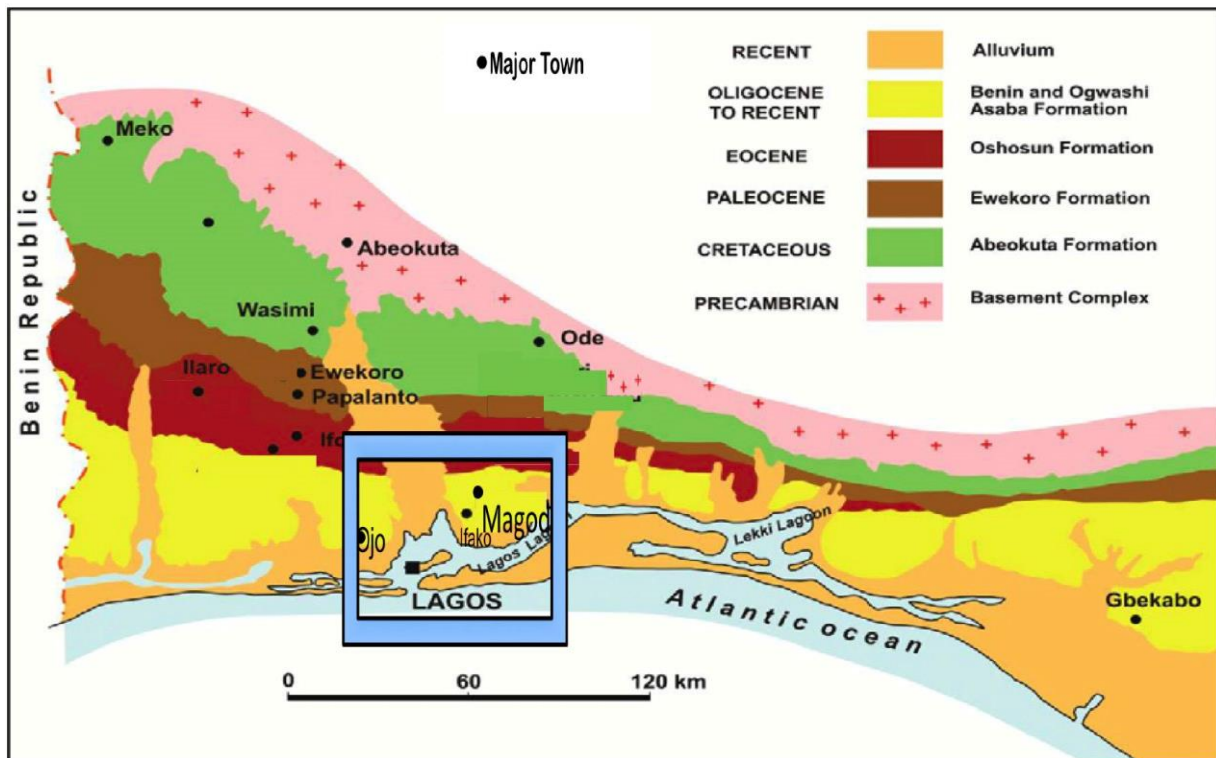 Major Town
RECENT
Alluvium
OLIGOCENE
TO RECENT
Benin and Ogwashi
Asaba Formation
EOCENE
Oshosun Formation
PALEOCENE
Ewekoro Formation
CRETACEOUS
Abeokuta Formation
PRECAMBRIAN
Basement Complex
Benin Republic
Meko
Abeokuta
Wasimi
Ode
Ilaro
Ewekoro
Papalanto
Magod
Ifako
Ojo
Lagos
Lekki Lagoon
LAGOS
Atlantic ocean
Gbekabo
0 60 120 km